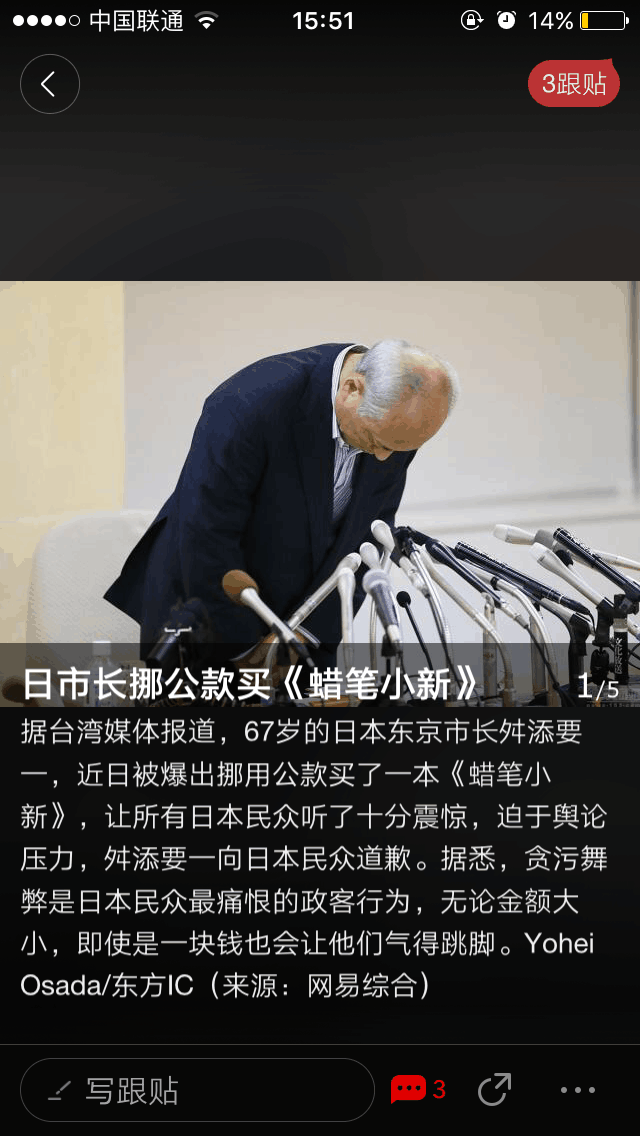 中国联通
15:51
14%
3跟贴
日市长挪公款买《蜡笔小新》
1/5
据台湾媒体报道，67岁的日本东京市长舛添要
一，近日被爆出挪用公款买了一本《蜡笔小
新》，让所有日本民众听了十分震惊，迫于舆论
压力，舛添要一向日本民众道歉。据悉，贪污舞
弊是日本民众最痛恨的政客行为，无论金额大
小，即使是一块钱也会让他们气得跳脚。Yohei
Osada/东方IC（来源：网易综合）
写跟贴
3